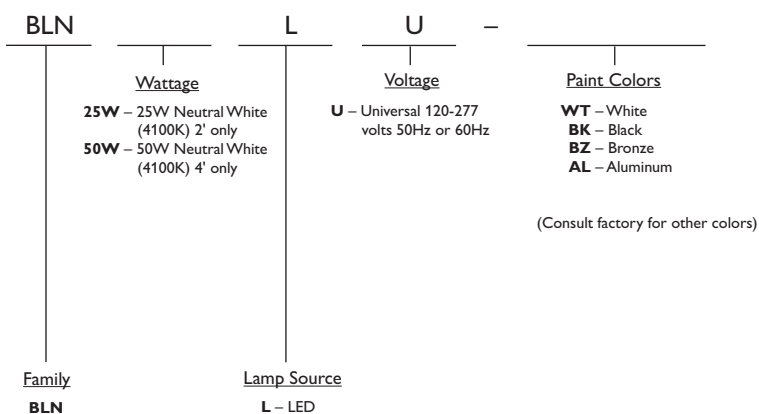 BLN L U –
Wattage
25W – 25W Neutral White
(4100K) 2' only
50W – 50W Neutral White
(4100K) 4' only
Voltage
U – Universal 120-277
volts 50Hz or 60Hz
Paint Colors
WT – White
BK – Black
BZ – Bronze
AL – Aluminum
(Consult factory for other colors)
Family
BLN
Lamp Source
L – LED